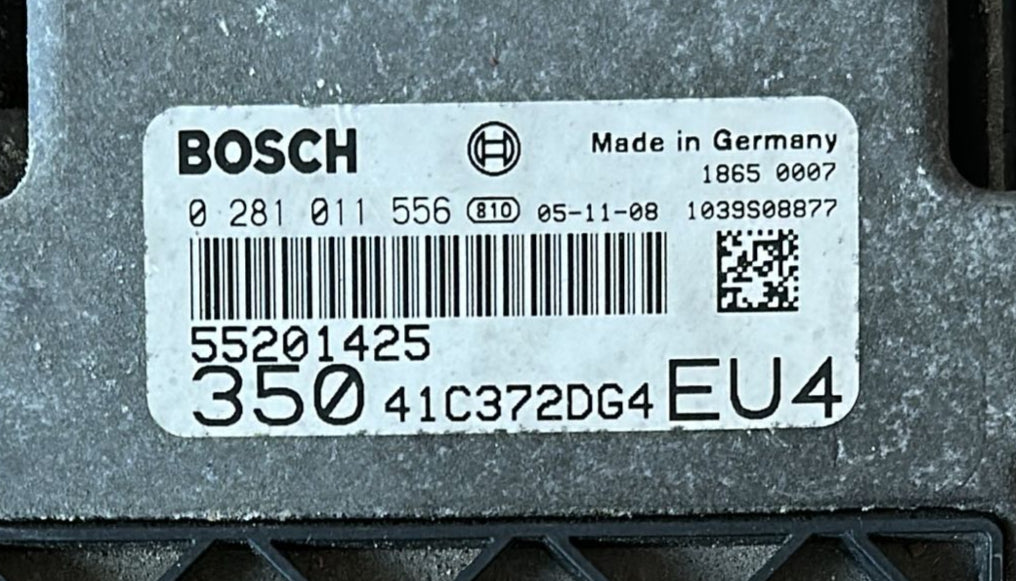 BOSCH Made in Germany
1865 0007
0 281 011 556 810 05-11-08 1039S08877
55201425
350 41C372DG4 EU4